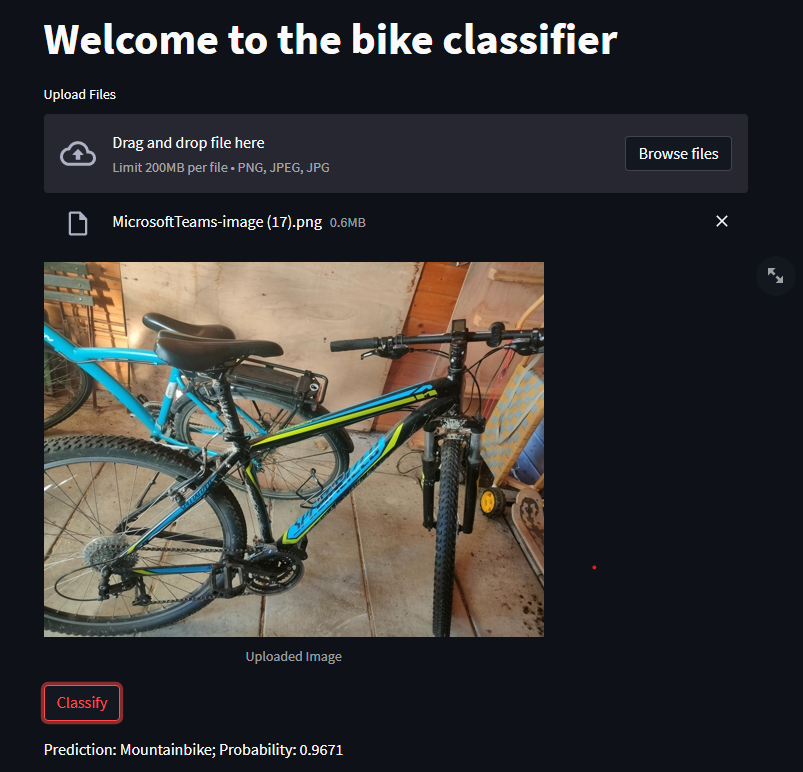 Welcome to the bike classifier
Upload Files
Drag and drop file here
Limit 200MB per file • PNG, JPEG, JPG
Browse files
MicrosoftTeams-image (17).png 0.6MB
SPECIALIZED
Uploaded Image
Classify
Prediction: Mountainbike; Probability: 0.9671